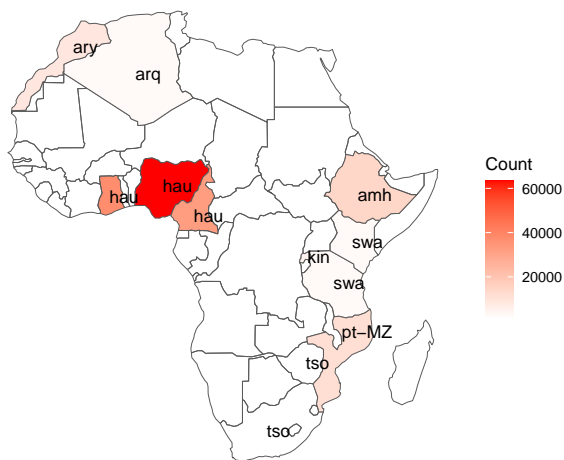 ary
arq
hau
hau
hau
amh
swa
kin
swa
pt−MZ
tso
tso
Count
60000
40000
20000